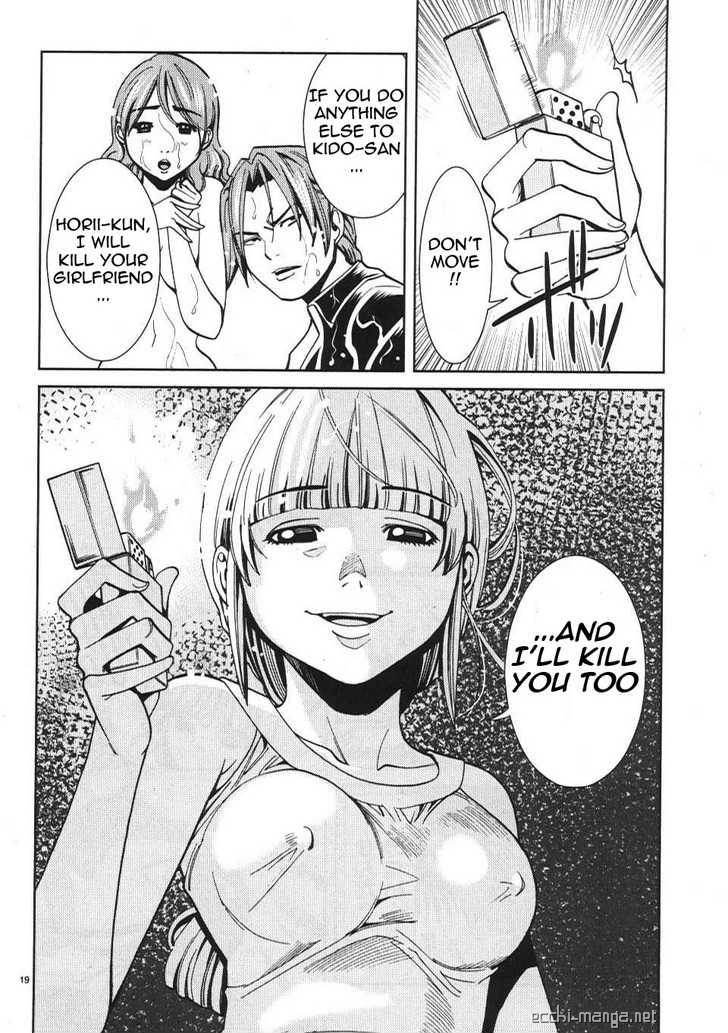 DON'T
MOVE
!!
IF YOU DO
ANYTHING
ELSE TO
KIDO-SAN
...
HORII-KUN,
I WILL
KILL YOUR
GIRLFRIEND
...
...AND
I'LL KILL
YOU TOO
19
ecchi-manga.net